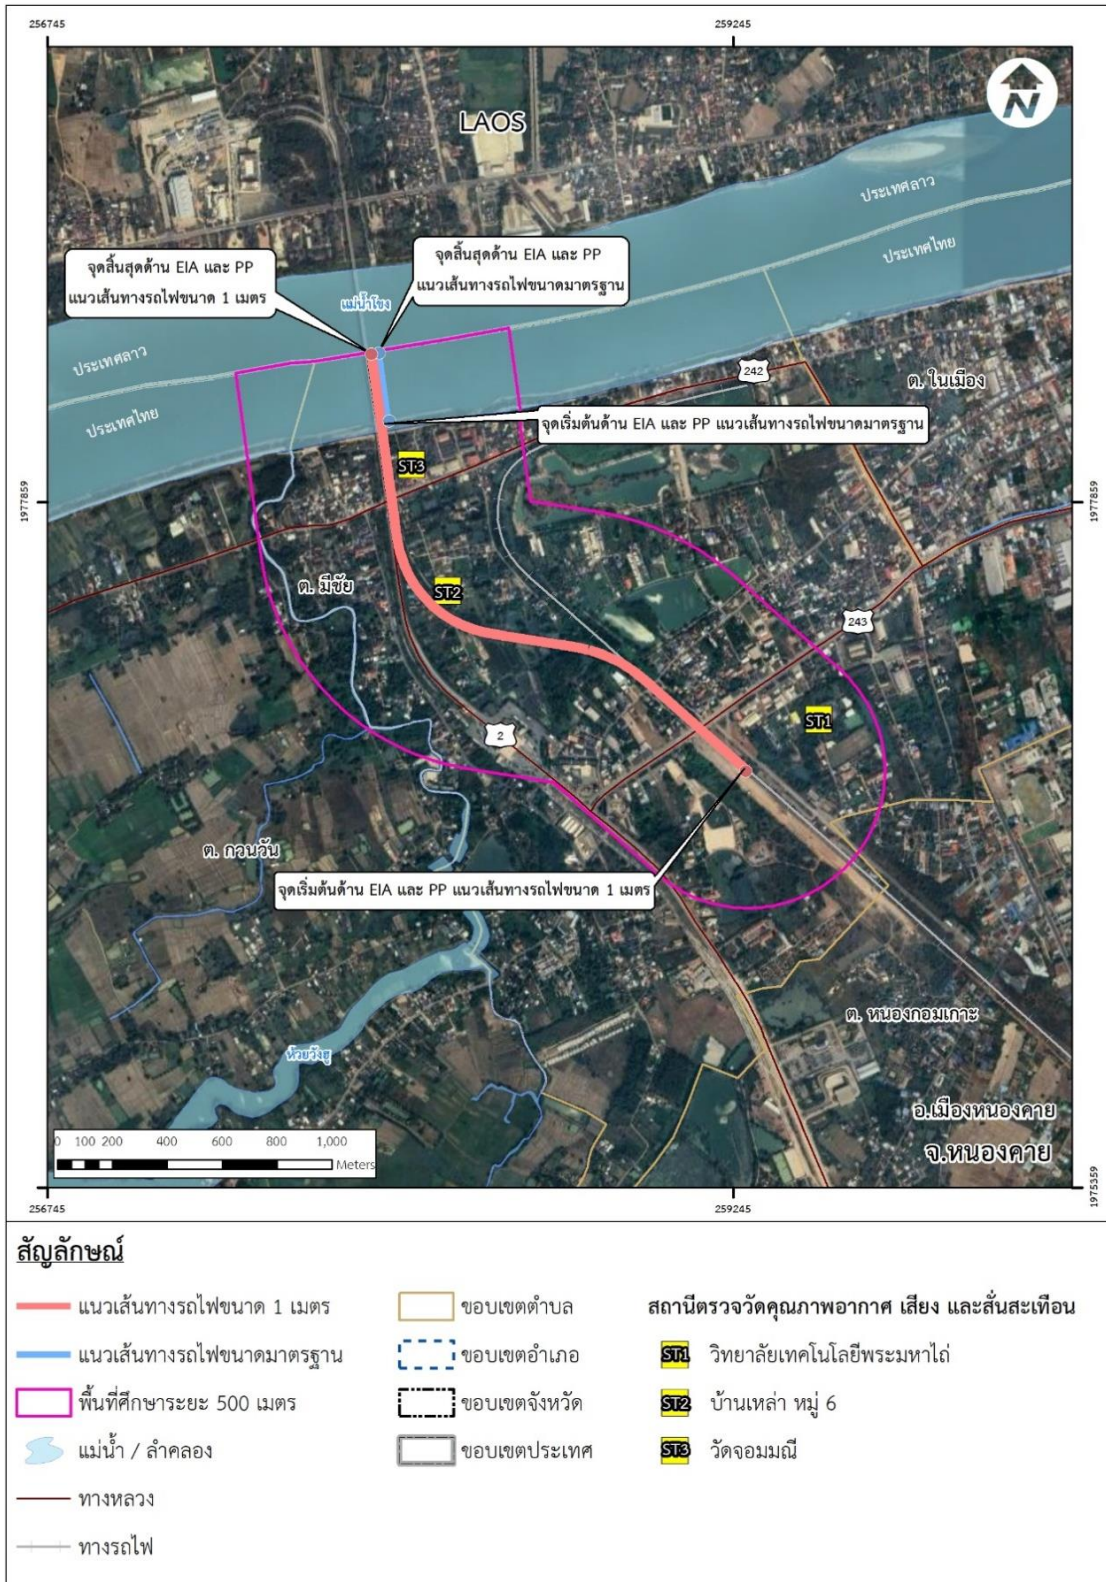 256745
259245
LAOS
N
ประเทศลาว
ประเทศไทย
จุดสิ้นสุดด้าน EIA และ PP
แนวเส้นทางรถไฟขนาด 1 เมตร
จุดสิ้นสุดด้าน EIA และ PP
แนวเส้นทางรถไฟขนาดมาตรฐาน
แม่น้ำโขง
ประเทศลาว
ประเทศไทย
242
ต. ในเมือง
จุดเริ่มต้นด้าน EIA และ PP แนวเส้นทางรถไฟขนาดมาตรฐาน
ST3
1977859
1977859
ต. มีชัย
ST2
243
ST1
2
ต. กวนวัน
จุดเริ่มต้นด้าน EIA และ PP แนวเส้นทางรถไฟขนาด 1 เมตร
ต. หนองกอมเกาะ
ห้วยวังฮู
อ.เมืองหนองคาย
จ.หนองคาย
0 100 200 400 600 800 1,000
Meters
1975359
256745
259245
สัญลักษณ์
แนวเส้นทางรถไฟขนาด 1 เมตร
แนวเส้นทางรถไฟขนาดมาตรฐาน
พื้นที่ศึกษาระยะ 500 เมตร
แม่น้ำ / ลำคลอง
ทางหลวง
ทางรถไฟ
ขอบเขตตำบล
ขอบเขตอำเภอ
ขอบเขตจังหวัด
ขอบเขตประเทศ
สถานีตรวจวัดคุณภาพอากาศ เสียง และสั่นสะเทือน
ST1 วิทยาลัยเทคโนโลยีพระมหาไถ่
ST2 บ้านเหล่า หมู่ 6
ST3 วัดจอมมณี